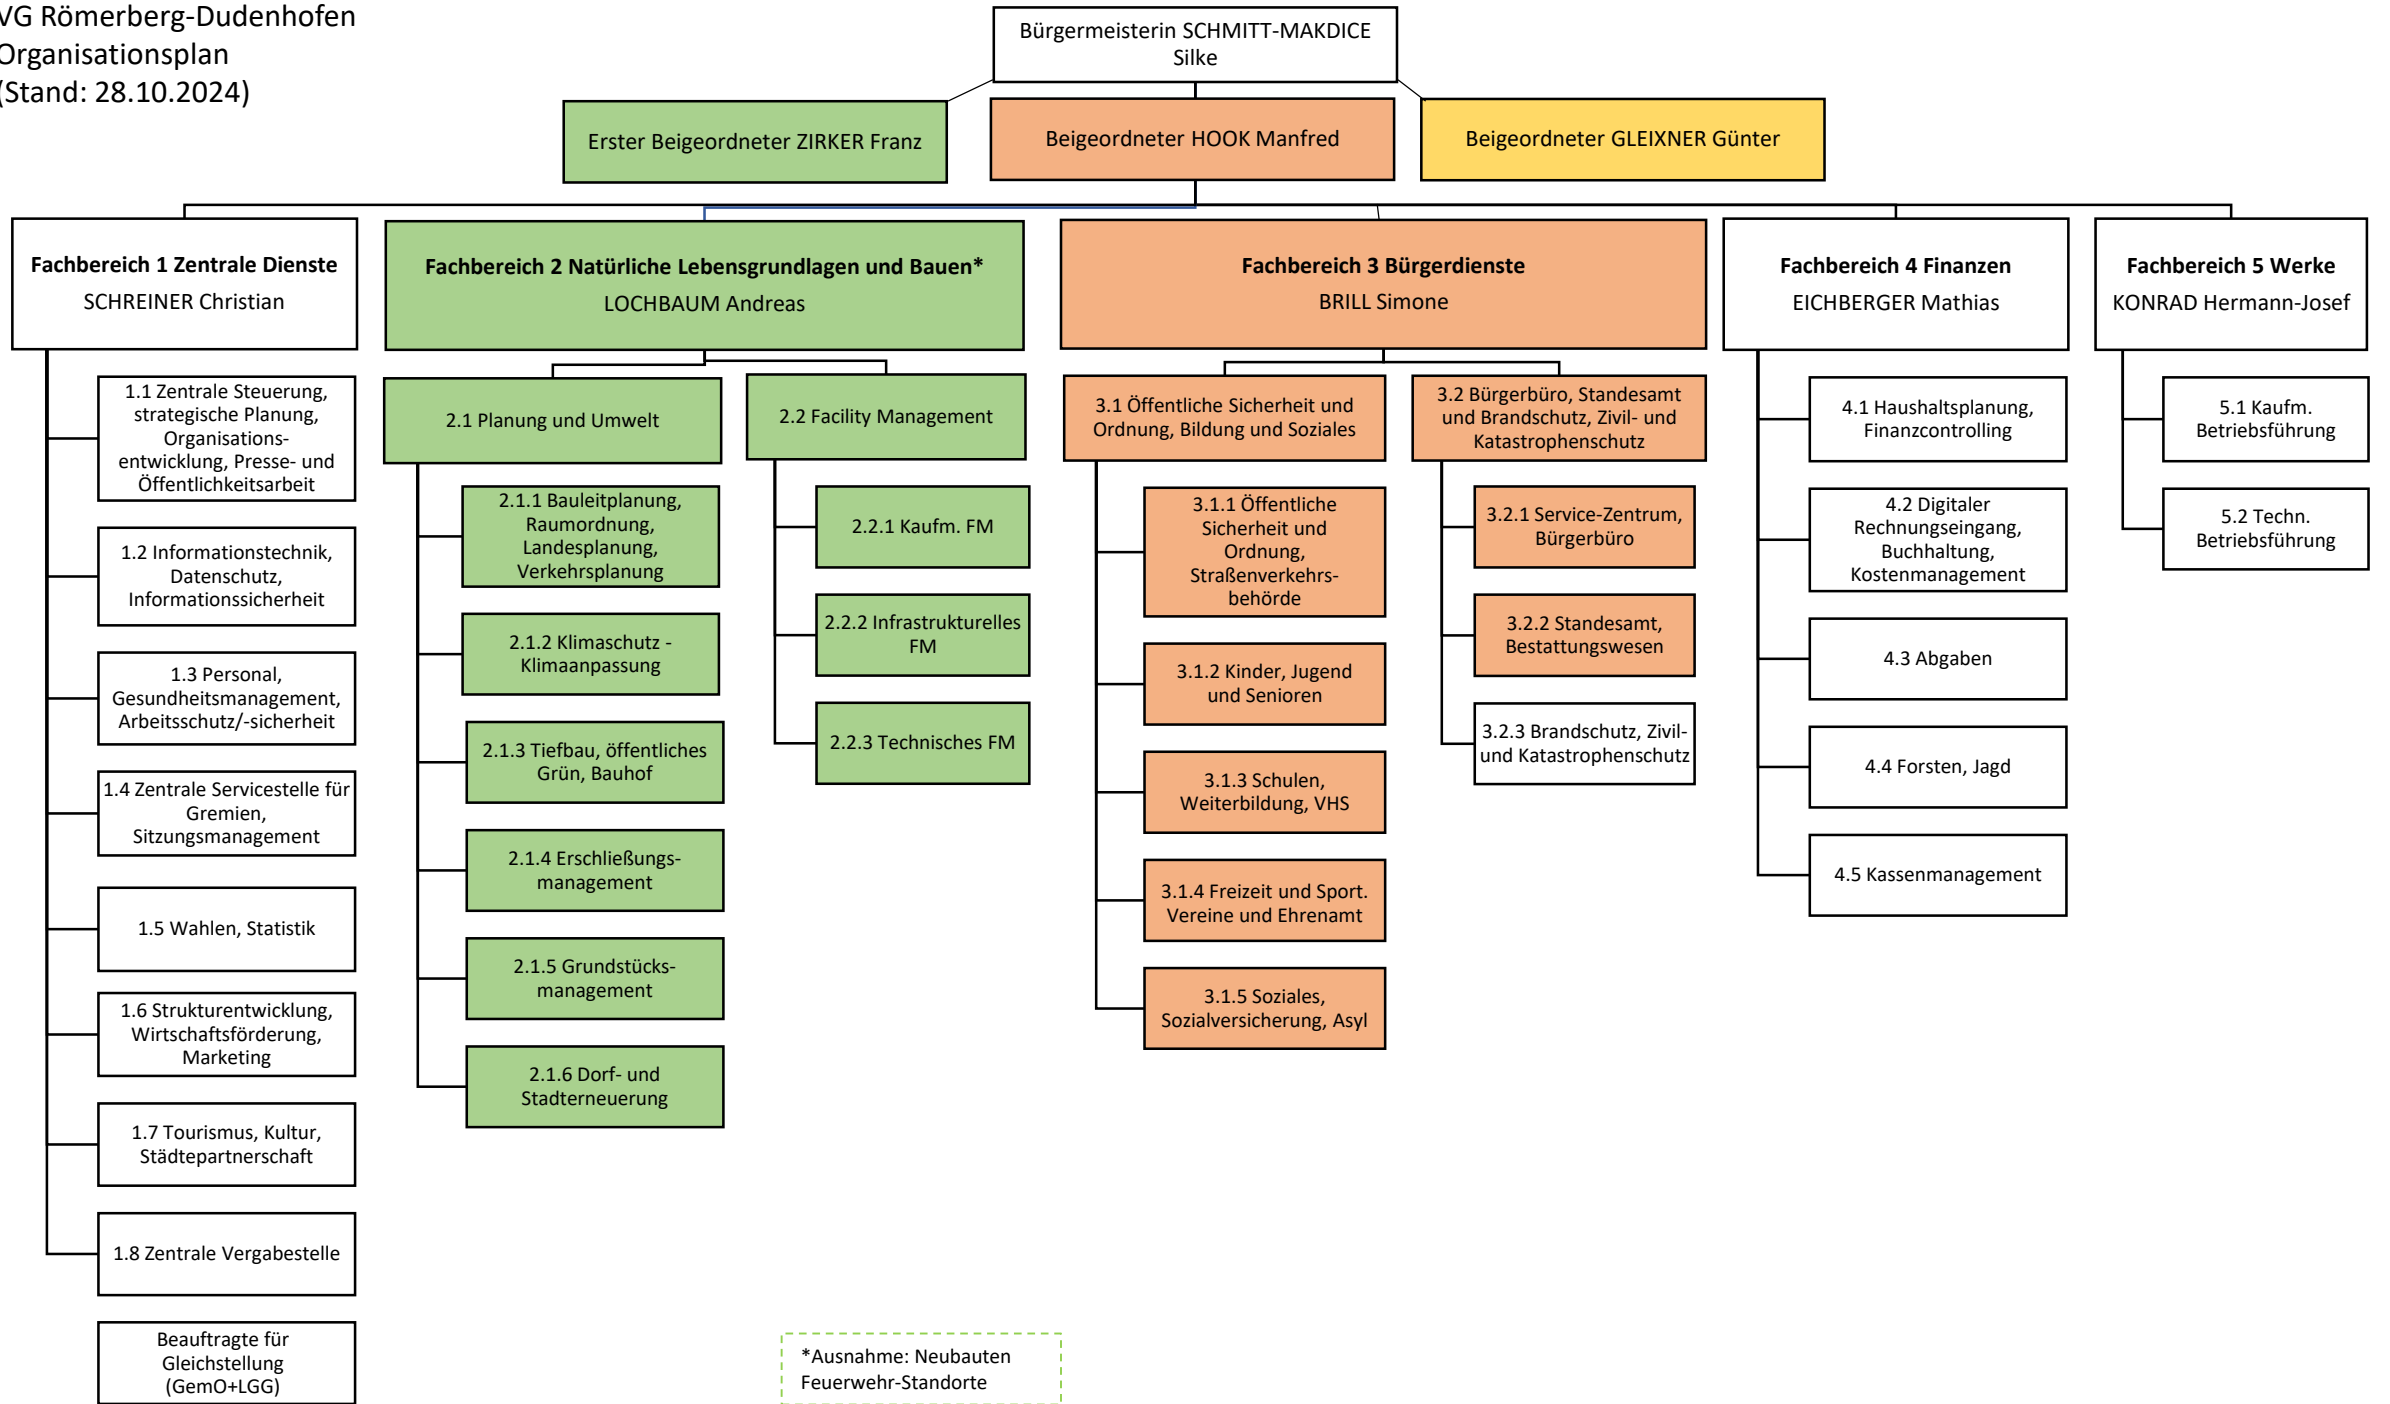 VG Römerberg-Dudenhofen
Organisationsplan
(Stand: 28.10.2024)
Bürgermeisterin SCHMITT-MAKDICE
Silke
Erster Beigeordneter ZIRKER Franz
Beigeordneter HOOK Manfred
Beigeordneter GLEIXNER Günter
Fachbereich 1 Zentrale Dienste
SCHREINER Christian
Fachbereich 2 Natürliche Lebensgrundlagen und Bauen*
LOCHBAUM Andreas
Fachbereich 3 Bürgerdienste
BRILL Simone
Fachbereich 4 Finanzen
EICHBERGER Mathias
Fachbereich 5 Werke
KONRAD Hermann-Josef
1.1 Zentrale Steuerung,
strategische Planung,
Organisations-
entwicklung, Presse- und
Öffentlichkeitsarbeit
1.2 Informationstechnik,
Datenschutz,
Informationssicherheit
1.3 Personal,
Gesundheitsmanagement,
Arbeitsschutz/-sicherheit
1.4 Zentrale Servicestelle für
Gremien,
Sitzungsmanagement
1.5 Wahlen, Statistik
1.6 Strukturentwicklung,
Wirtschaftsförderung,
Marketing
1.7 Tourismus, Kultur,
Städtepartnerschaft
1.8 Zentrale Vergabestelle
Beauftragte für
Gleichstellung
(GemO+LGG)
2.1 Planung und Umwelt
2.1.1 Bauleitplanung,
Raumordnung,
Landesplanung,
Verkehrsplanung
2.1.2 Klimaschutz -
Klimaanpassung
2.1.3 Tiefbau, öffentliches
Grün, Bauhof
2.1.4 Erschließungs-
management
2.1.5 Grundstücks-
management
2.1.6 Dorf- und
Stadterneuerung
2.2 Facility Management
2.2.1 Kaufm. FM
2.2.2 Infrastrukturelles
FM
2.2.3 Technisches FM
3.1 Öffentliche Sicherheit und
Ordnung, Bildung und Soziales
3.1.1 Öffentliche
Sicherheit und
Ordnung,
Straßenverkehrs-
behörde
3.1.2 Kinder, Jugend
und Senioren
3.1.3 Schulen,
Weiterbildung, VHS
3.1.4 Freizeit und Sport.
Vereine und Ehrenamt
3.1.5 Soziales,
Sozialversicherung, Asyl
3.2 Bürgerbüro, Standesamt
und Brandschutz, Zivil- und
Katastrophenschutz
3.2.1 Service-Zentrum,
Bürgerbüro
3.2.2 Standesamt,
Bestattungswesen
3.2.3 Brandschutz, Zivil-
und Katastrophenschutz
4.1 Haushaltsplanung,
Finanzcontrolling
4.2 Digitaler
Rechnungseingang,
Buchhaltung,
Kostenmanagement
4.3 Abgaben
4.4 Forsten, Jagd
4.5 Kassenmanagement
5.1 Kaufm.
Betriebsführung
5.2 Techn.
Betriebsführung
*Ausnahme: Neubauten
Feuerwehr-Standorte